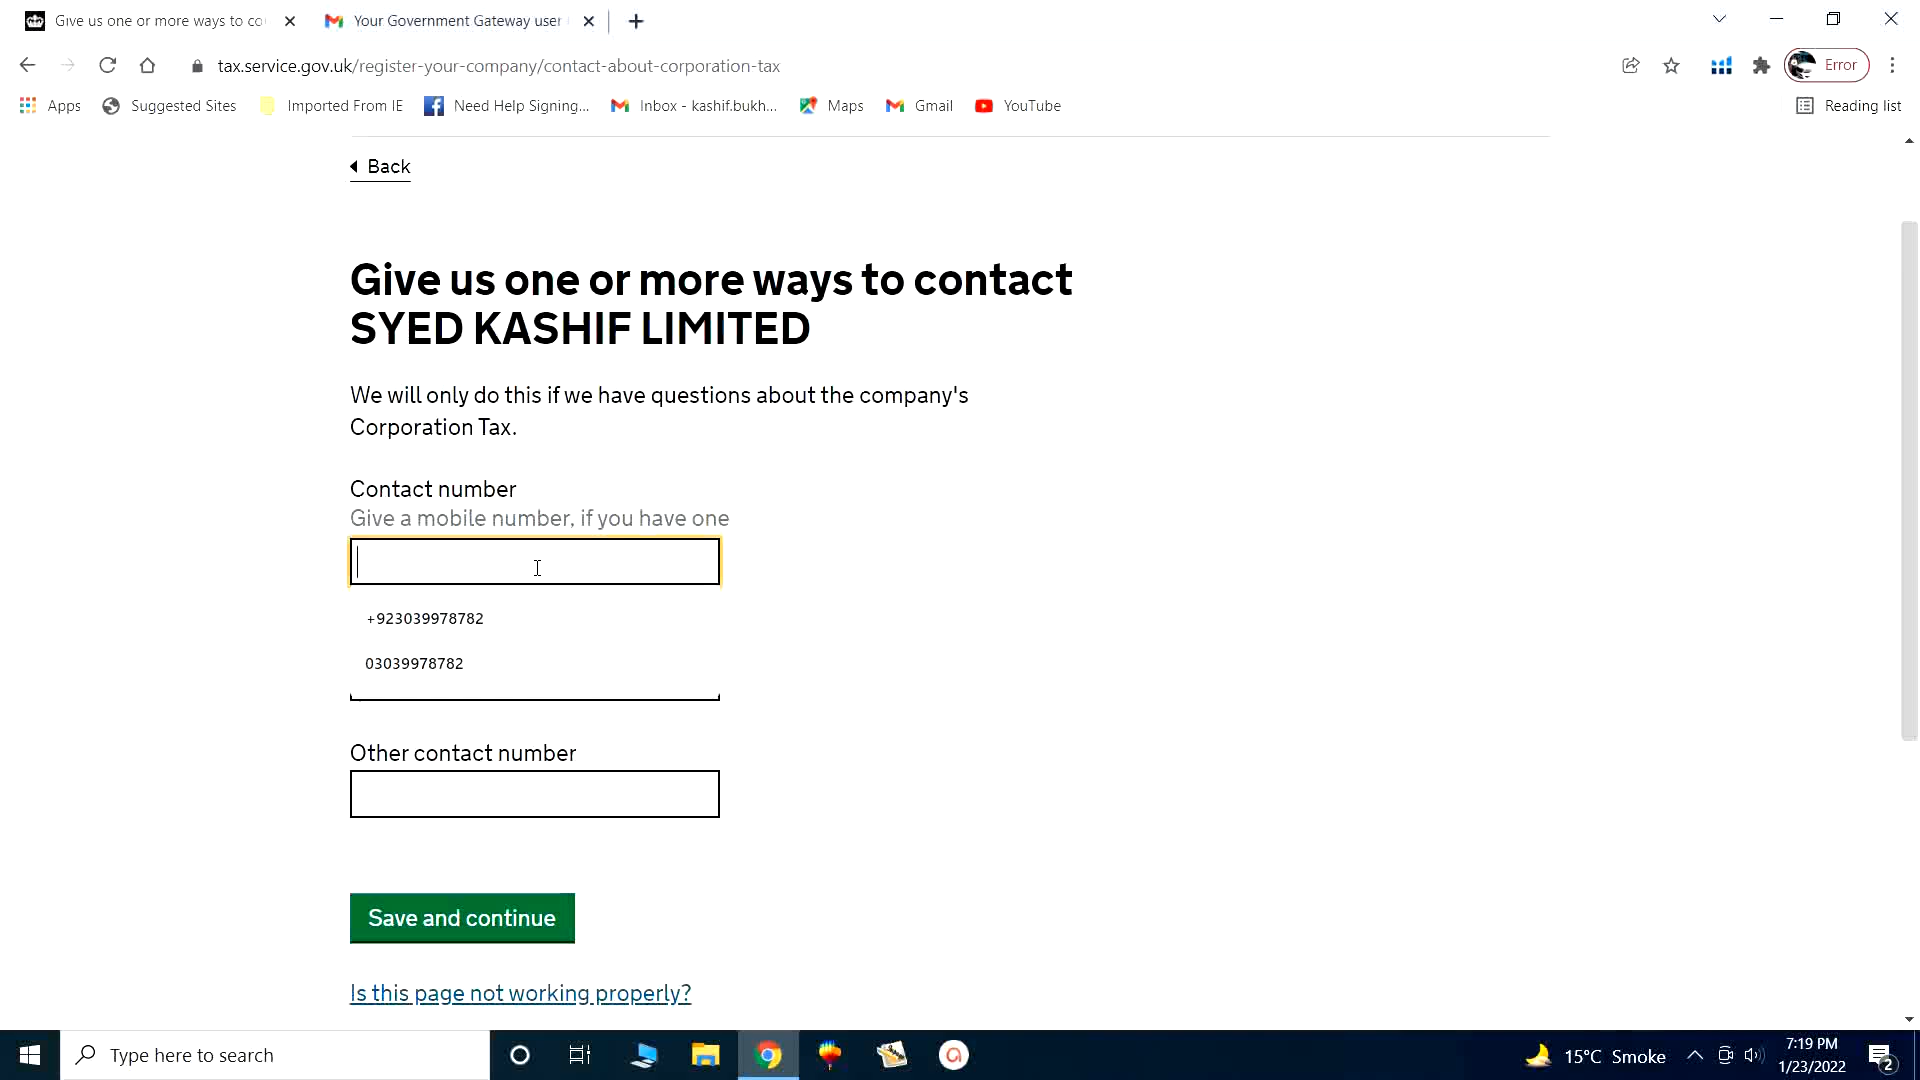 Give us one or more ways to co
Your Government Gateway user
tax.service.gov.uk/register-your-company/contact-about-corporation-tax
Error
Apps
Suggested Sites
Imported From IE
Need Help Signing...
Inbox - kashif.bukh...
Maps
Gmail
YouTube
Reading list
Back
Give us one or more ways to contact
SYED KASHIF LIMITED
We will only do this if we have questions about the company's
Corporation Tax.
Contact number
Give a mobile number, if you have one
+923039978782
03039978782
Other contact number
Save and continue
Is this page not working properly?
Type here to search
15°C Smoke
7:19 PM
1/23/2022
2